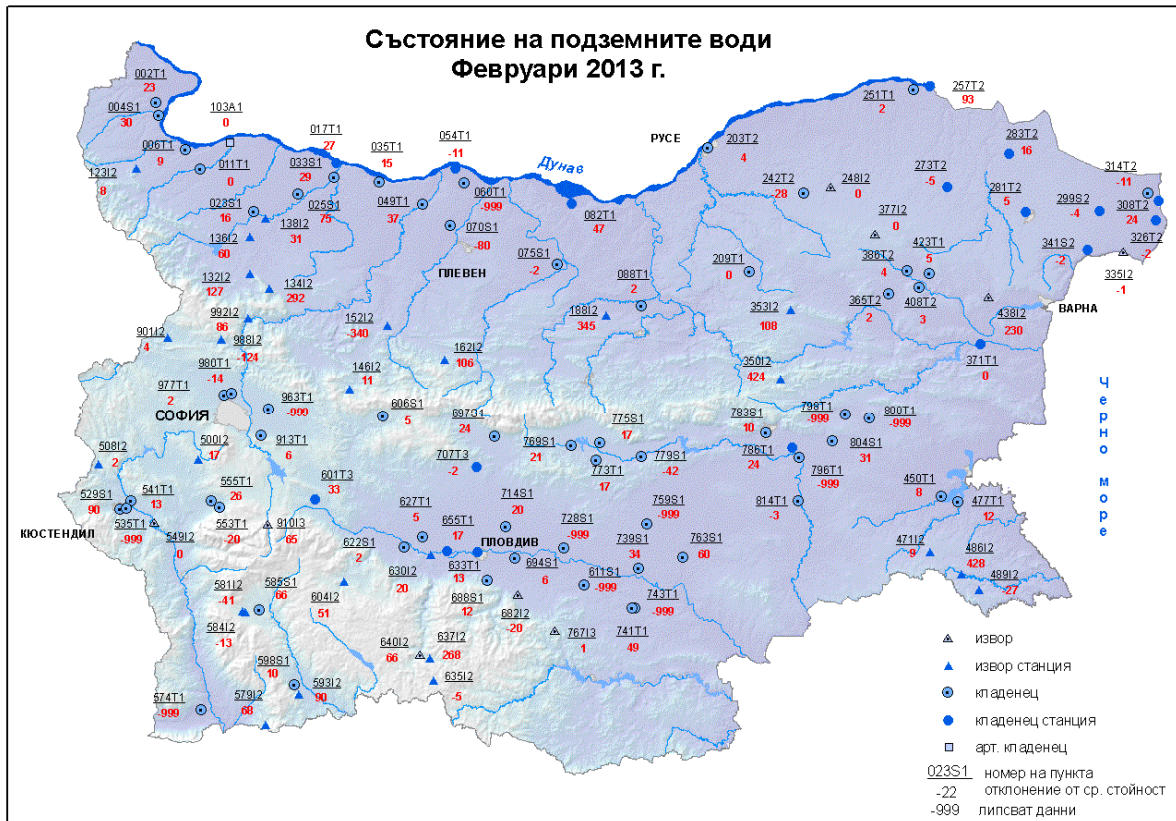 Състояние на подземните води
Февруари 2013 г.
002T1
23
004S1
30
103A1
0
006T1
9
011T1
0
123I2
8
017T1
27
033S1
29
035T1
15
054T1
-11
060T1
-999
025S1
75
023S1
16
138I2
31
136I2
60
049T1
37
070S1
-80
ПЛЕВЕН
Дунав
082T1
47
075S1
-2
088T1
2
РУСЕ
203T2
4
251T1
2
257T2
93
283T2
16
273T2
-5
242T2
-28
248I2
0
281T2
5
299S2
-4
314T2
-11
308T2
24
326T2
-2
341S2
-2
335I2
-1
377I2
0
423T1
5
386T2
4
209T1
0
365T2
2
408T2
3
438I2
230
ВАРНА
371T1
0
353I2
108
350I2
424
188I2
345
132I2
127
134I2
292
992I2
86
988I2
-124
901I2
4
152I2
-340
162I2
106
146I2
11
980T1
-14
977T1
2
СОФИЯ
963T1
-999
913T1
6
606S1
5
697S1
24
775S1
17
769S1
21
773T1
17
779S1
-42
783S1
10
798T1
-999
800T1
-999
804S1
31
786T1
24
796T1
-999
814T1
-3
Черно море
508I2
2
500I2
17
529S1
90
541T1
13
535T1
-999
КЮСТЕНДИЛ
549I2
0
555T1
26
553T1
-20
910I3
65
601T3
33
707T3
-2
627T1
5
655T1
17
714S1
20
ПЛОВДИВ
622S1
2
630I2
20
633T1
13
694S1
6
728S1
-999
759S1
-999
739S1
34
763S1
60
611S1
-999
743T1
-999
741T1
49
688S1
12
682I2
-20
767I3
1
640I2
66
637I2
268
635I2
-5
604I2
51
585S1
66
581I2
-41
584I2
-13
598S1
10
593I2
90
579I2
68
574T1
-999
450T1
8
477T1
12
471I2
-9
486I2
428
489I2
-27
извор
извор станция
кладенец
кладенец станция
арт. кладенец
023S1 номер на пункта
-22 отклонение от ср. стойност
-999 липсват данни